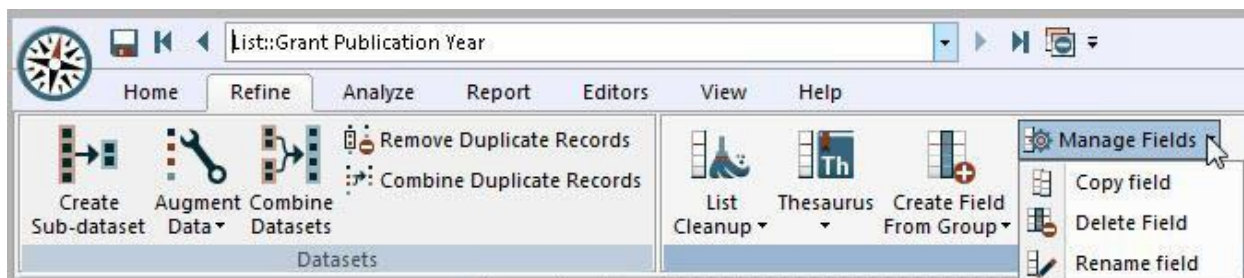 List::Grant Publication Year
Home Refine Analyze Report Editors View Help
Remove Duplicate Records
Combine Duplicate Records
Create
Sub-dataset
Augment
Data
Combine
Datasets
Datasets
List
Cleanup
Th
Thesaurus
Create Field
From Group
Manage Fields
Copy field
Delete Field
Rename field